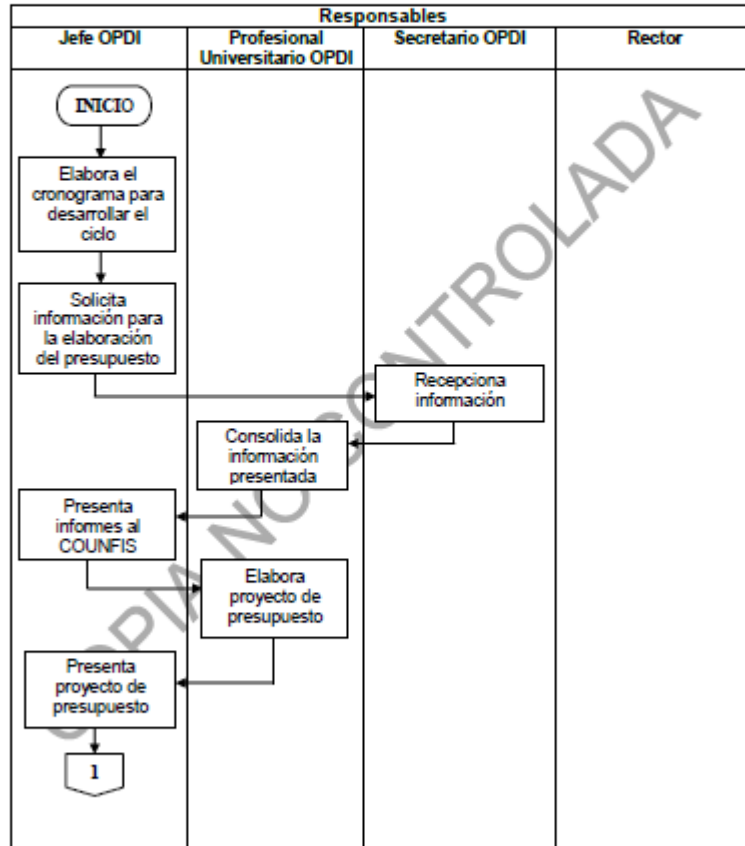 Responsables
Jefe OPDI
Profesional
Universitario OPDI
Secretario OPDI
Rector
INICIO
Elabora el
cronograma para
desarrollar el
ciclo
Solicita
información para
la elaboración
del presupuesto
Recepciona
información
Consolida la
información
presentada
Presenta
informes al
COUNFIS
Elabora
proyecto de
presupuesto
Presenta
proyecto de
presupuesto
1
COPIA NO CONTROLADA